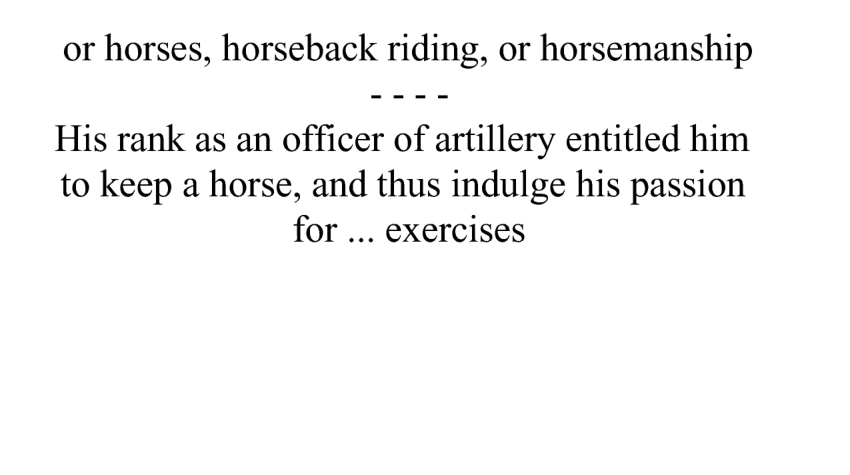 or horses, horseback riding, or horsemanship
- - - -
His rank as an officer of artillery entitled him
to keep a horse, and thus indulge his passion
for ... exercises